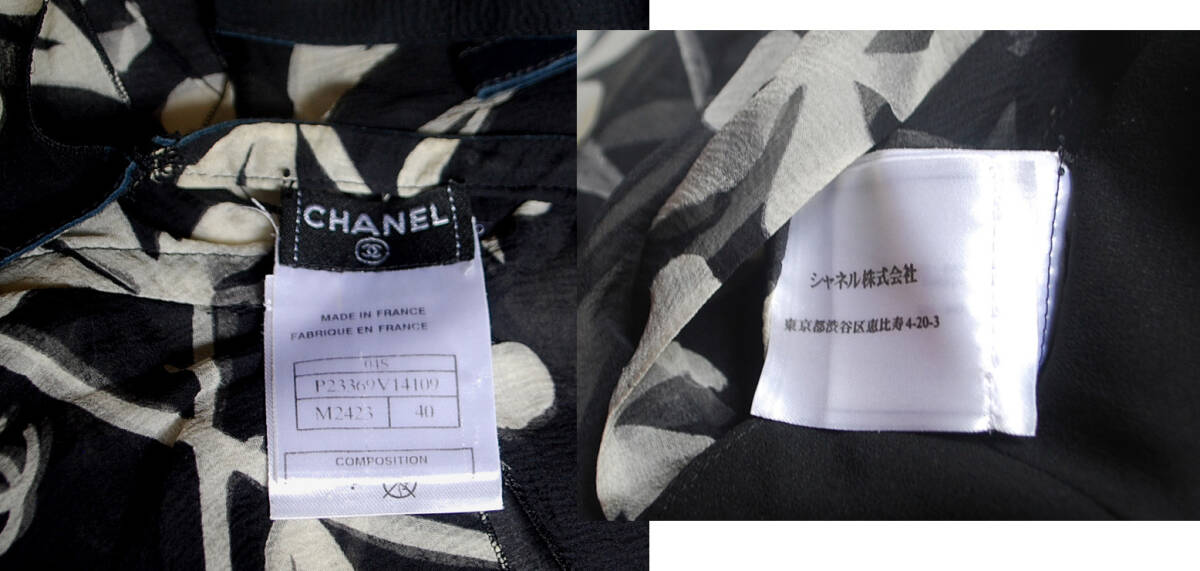 CHANEL
MADE IN FRANCE
FABRIQUE EN FRANCE
04S
P23369V14109
M2423 40
COMPOSITION
シャネル株式会社
東京都渋谷区恵比寿4-20-3